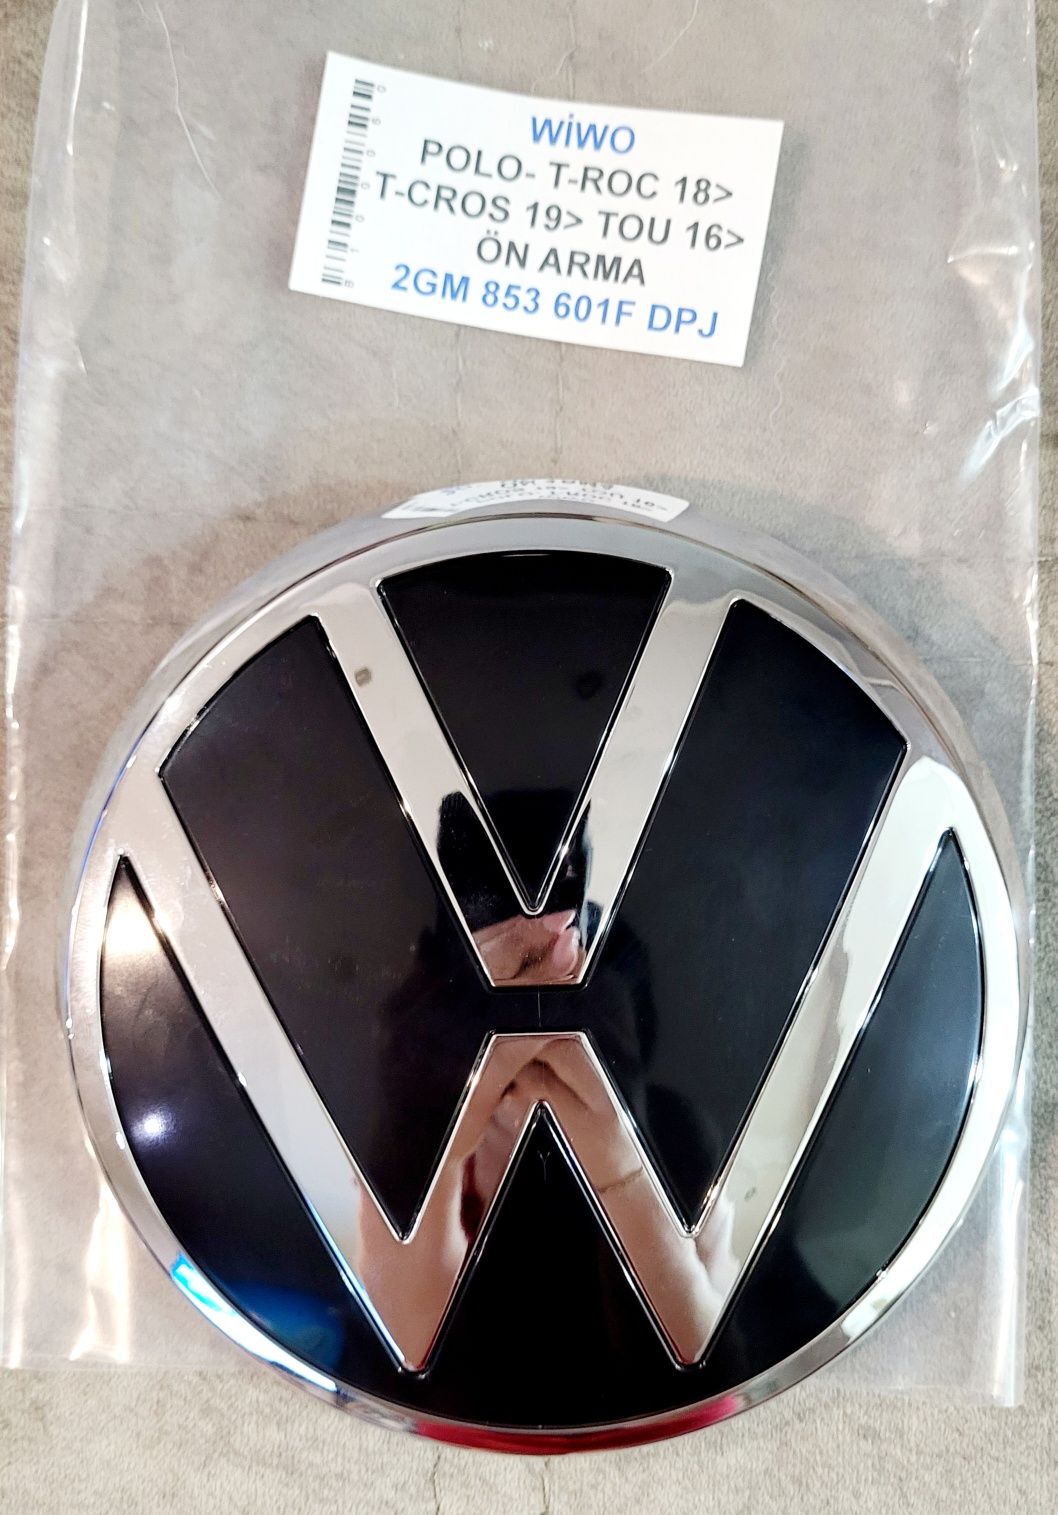 WİWO
POLO- T-ROC 18>
T-CROS 19> TOU 16>
ÖN ARMA
2GM 853 601F DPJ